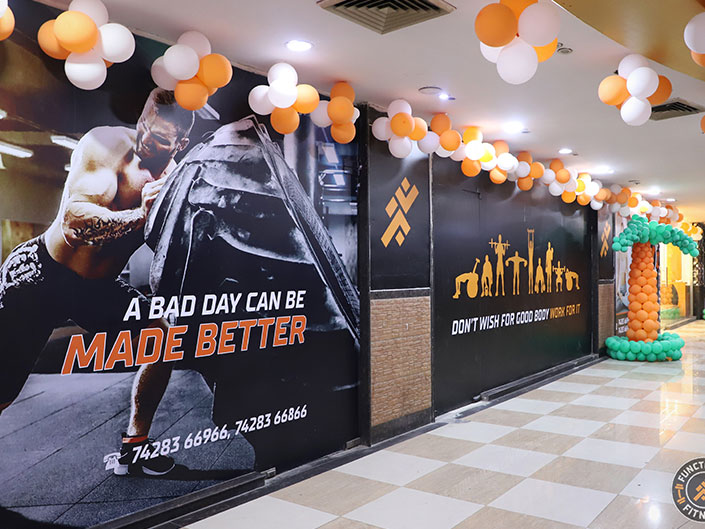 A BAD DAY CAN BE
MADE BETTER
74283 66966, 74283 66866
DON'T WISH FOR GOOD BODY WORK FOR IT